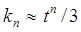 kₙ ≈ tⁿ/3